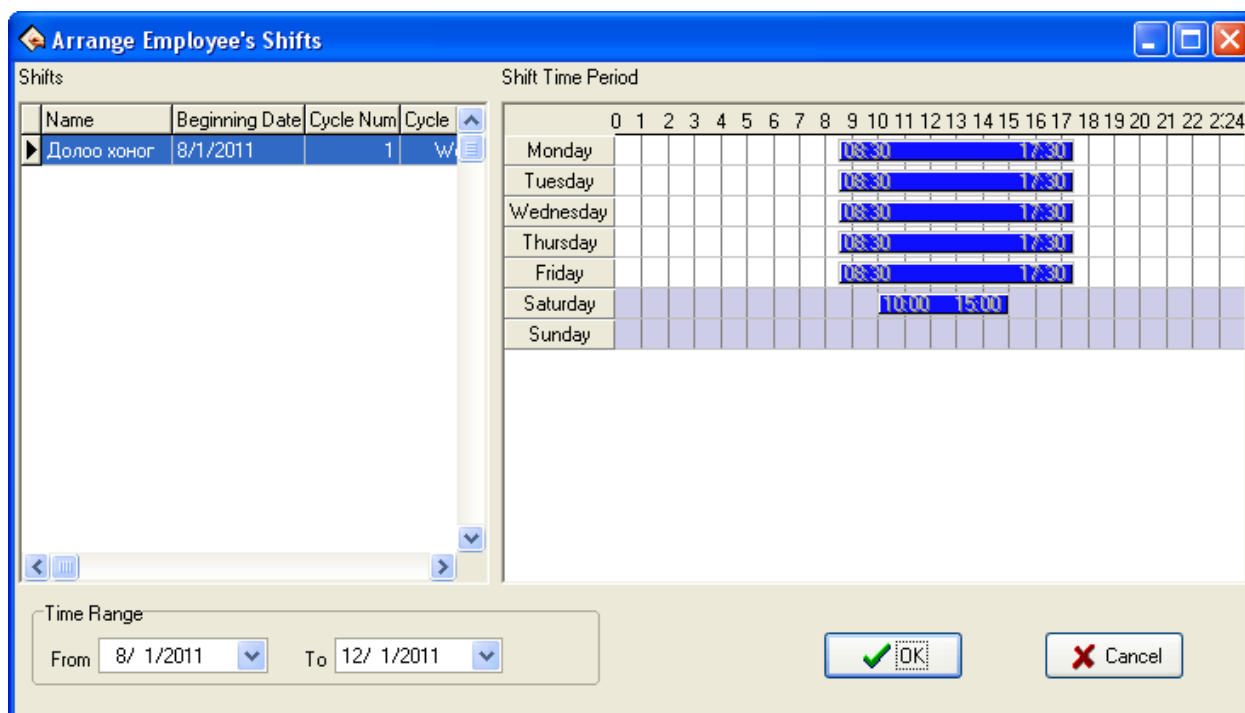 Arrange Employee's Shifts
Shifts
Name Beginning Date Cycle Num Cycle
Долоо хоног 8/1/2011 1
Shift Time Period
0 1 2 3 4 5 6 7 8 9 10 11 12 13 14 15 16 17 18 19 20 21 22 2:24
Monday 08:30 17:30
Tuesday 08:30 17:30
Wednesday 08:30 17:30
Thursday 08:30 17:30
Friday 08:30 17:30
Saturday 10:00 15:00
Sunday
Time Range
From 8/ 1/2011 To 12/ 1/2011
OK Cancel